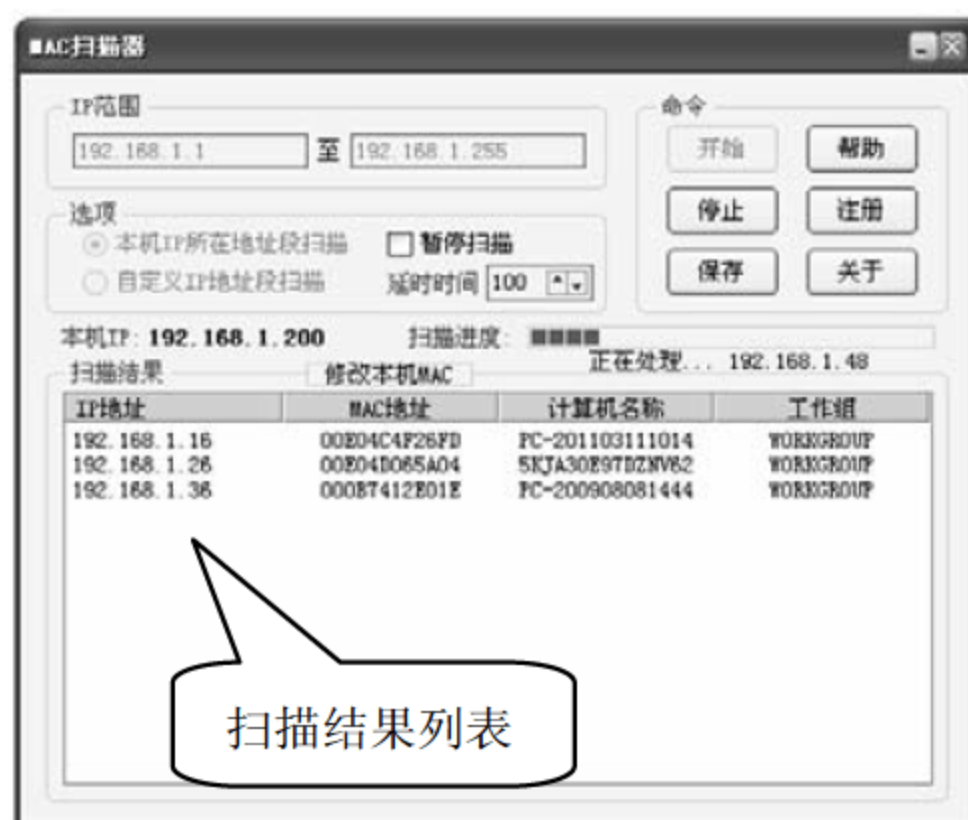 MAC扫描器
IP范围
192.168.1.1 至 192.168.1.255
命令
开始 帮助
选项
停止 注册
本机IP所在地址段扫描 暂停扫描
自定义IP地址段扫描 延时时间 100
保存 关于
本机IP: 192.168.1.200 扫描进度:
正在处理... 192.168.1.48
扫描结果 修改本机MAC
IP地址 MAC地址 计算机名称 工作组
192.168.1.16 00E04C4F26FD PC-201103111014 WORKGROUP
192.168.1.26 00E04D065A04 5KJA30E97DZNV62 WORKGROUP
192.168.1.36 000B7412E01E PC-200908081444 WORKGROUP
扫描结果列表